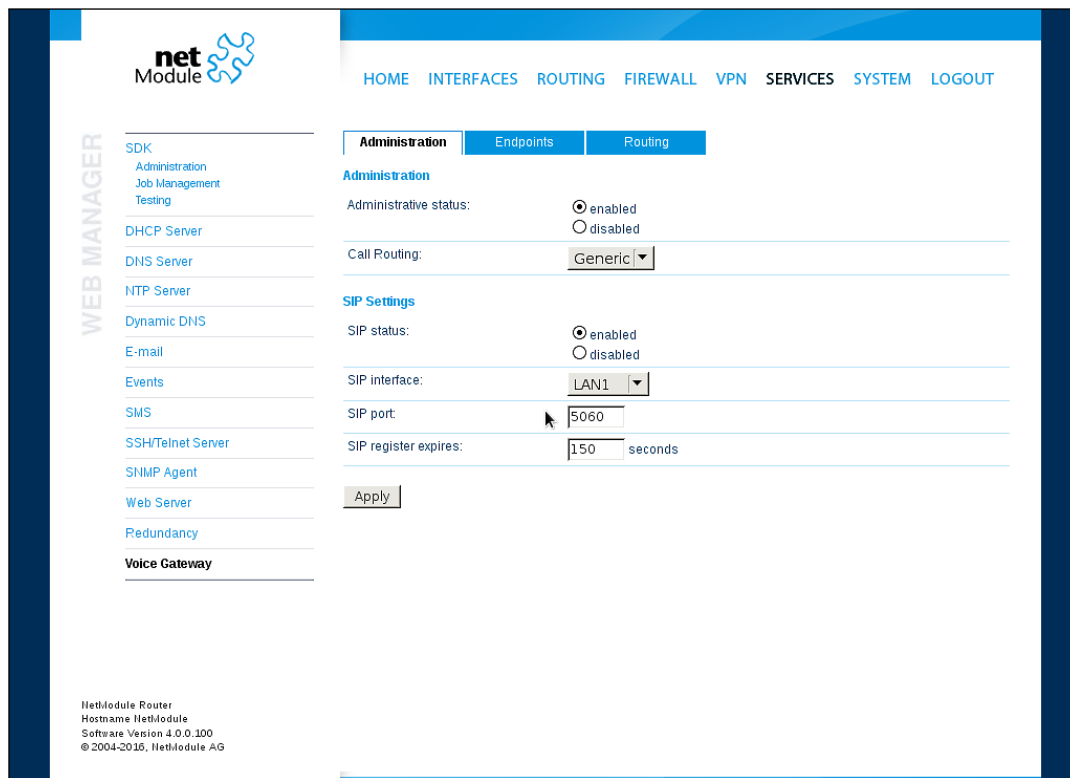 net
Module
HOME INTERFACES ROUTING FIREWALL VPN SERVICES SYSTEM LOGOUT
WEB MANAGER
SDK
Administration
Job Management
Testing
DHCP Server
DNS Server
NTP Server
Dynamic DNS
E-mail
Events
SMS
SSH/Telnet Server
SNMP Agent
Web Server
Redundancy
Voice Gateway
Administration Endpoints Routing
Administration
Administrative status:
enabled
disabled
Call Routing: Generic
SIP Settings
SIP status:
enabled
disabled
SIP interface: LAN1
SIP port: 5060
SIP register expires: 150 seconds
Apply
NetModule Router
Hostname NetModule
Software Version 4.0.0.100
© 2004-2016, NetModule AG